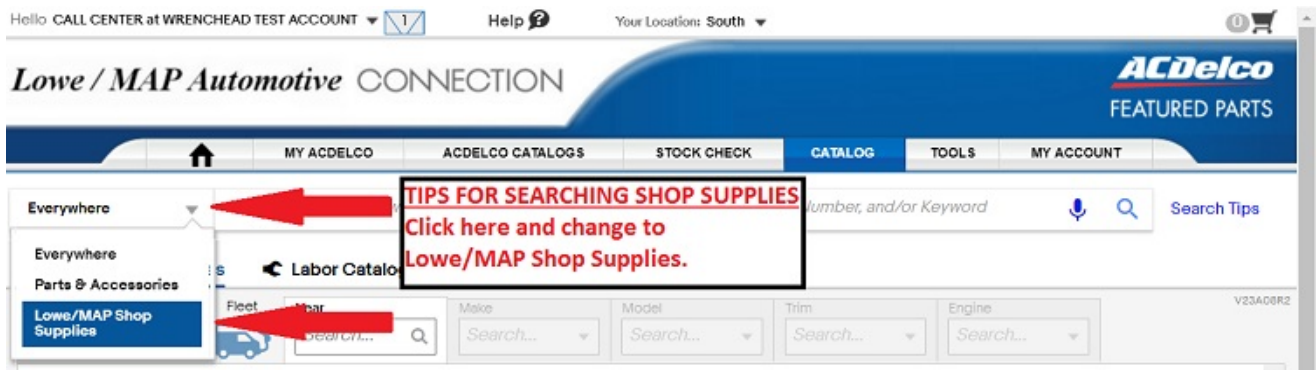 Hello CALL CENTER at WRENCHEAD TEST ACCOUNT 1 Help Your Location: South 0
Lowe / MAP Automotive CONNECTION
ACDelco
FEATURED PARTS
MY ACDELCO ACDELCO CATALOGS STOCK CHECK CATALOG TOOLS MY ACCOUNT
Everywhere
Number, and/or Keyword Search Tips
TIPS FOR SEARCHING SHOP SUPPLIES
Click here and change to
Lowe/MAP Shop Supplies.
Everywhere
Parts & Accessories
Lowe/MAP Shop
Supplies
Labor Catalo
Fleet Year Make Model Trim Engine V23A08R2
Search... Search... Search... Search... Search...